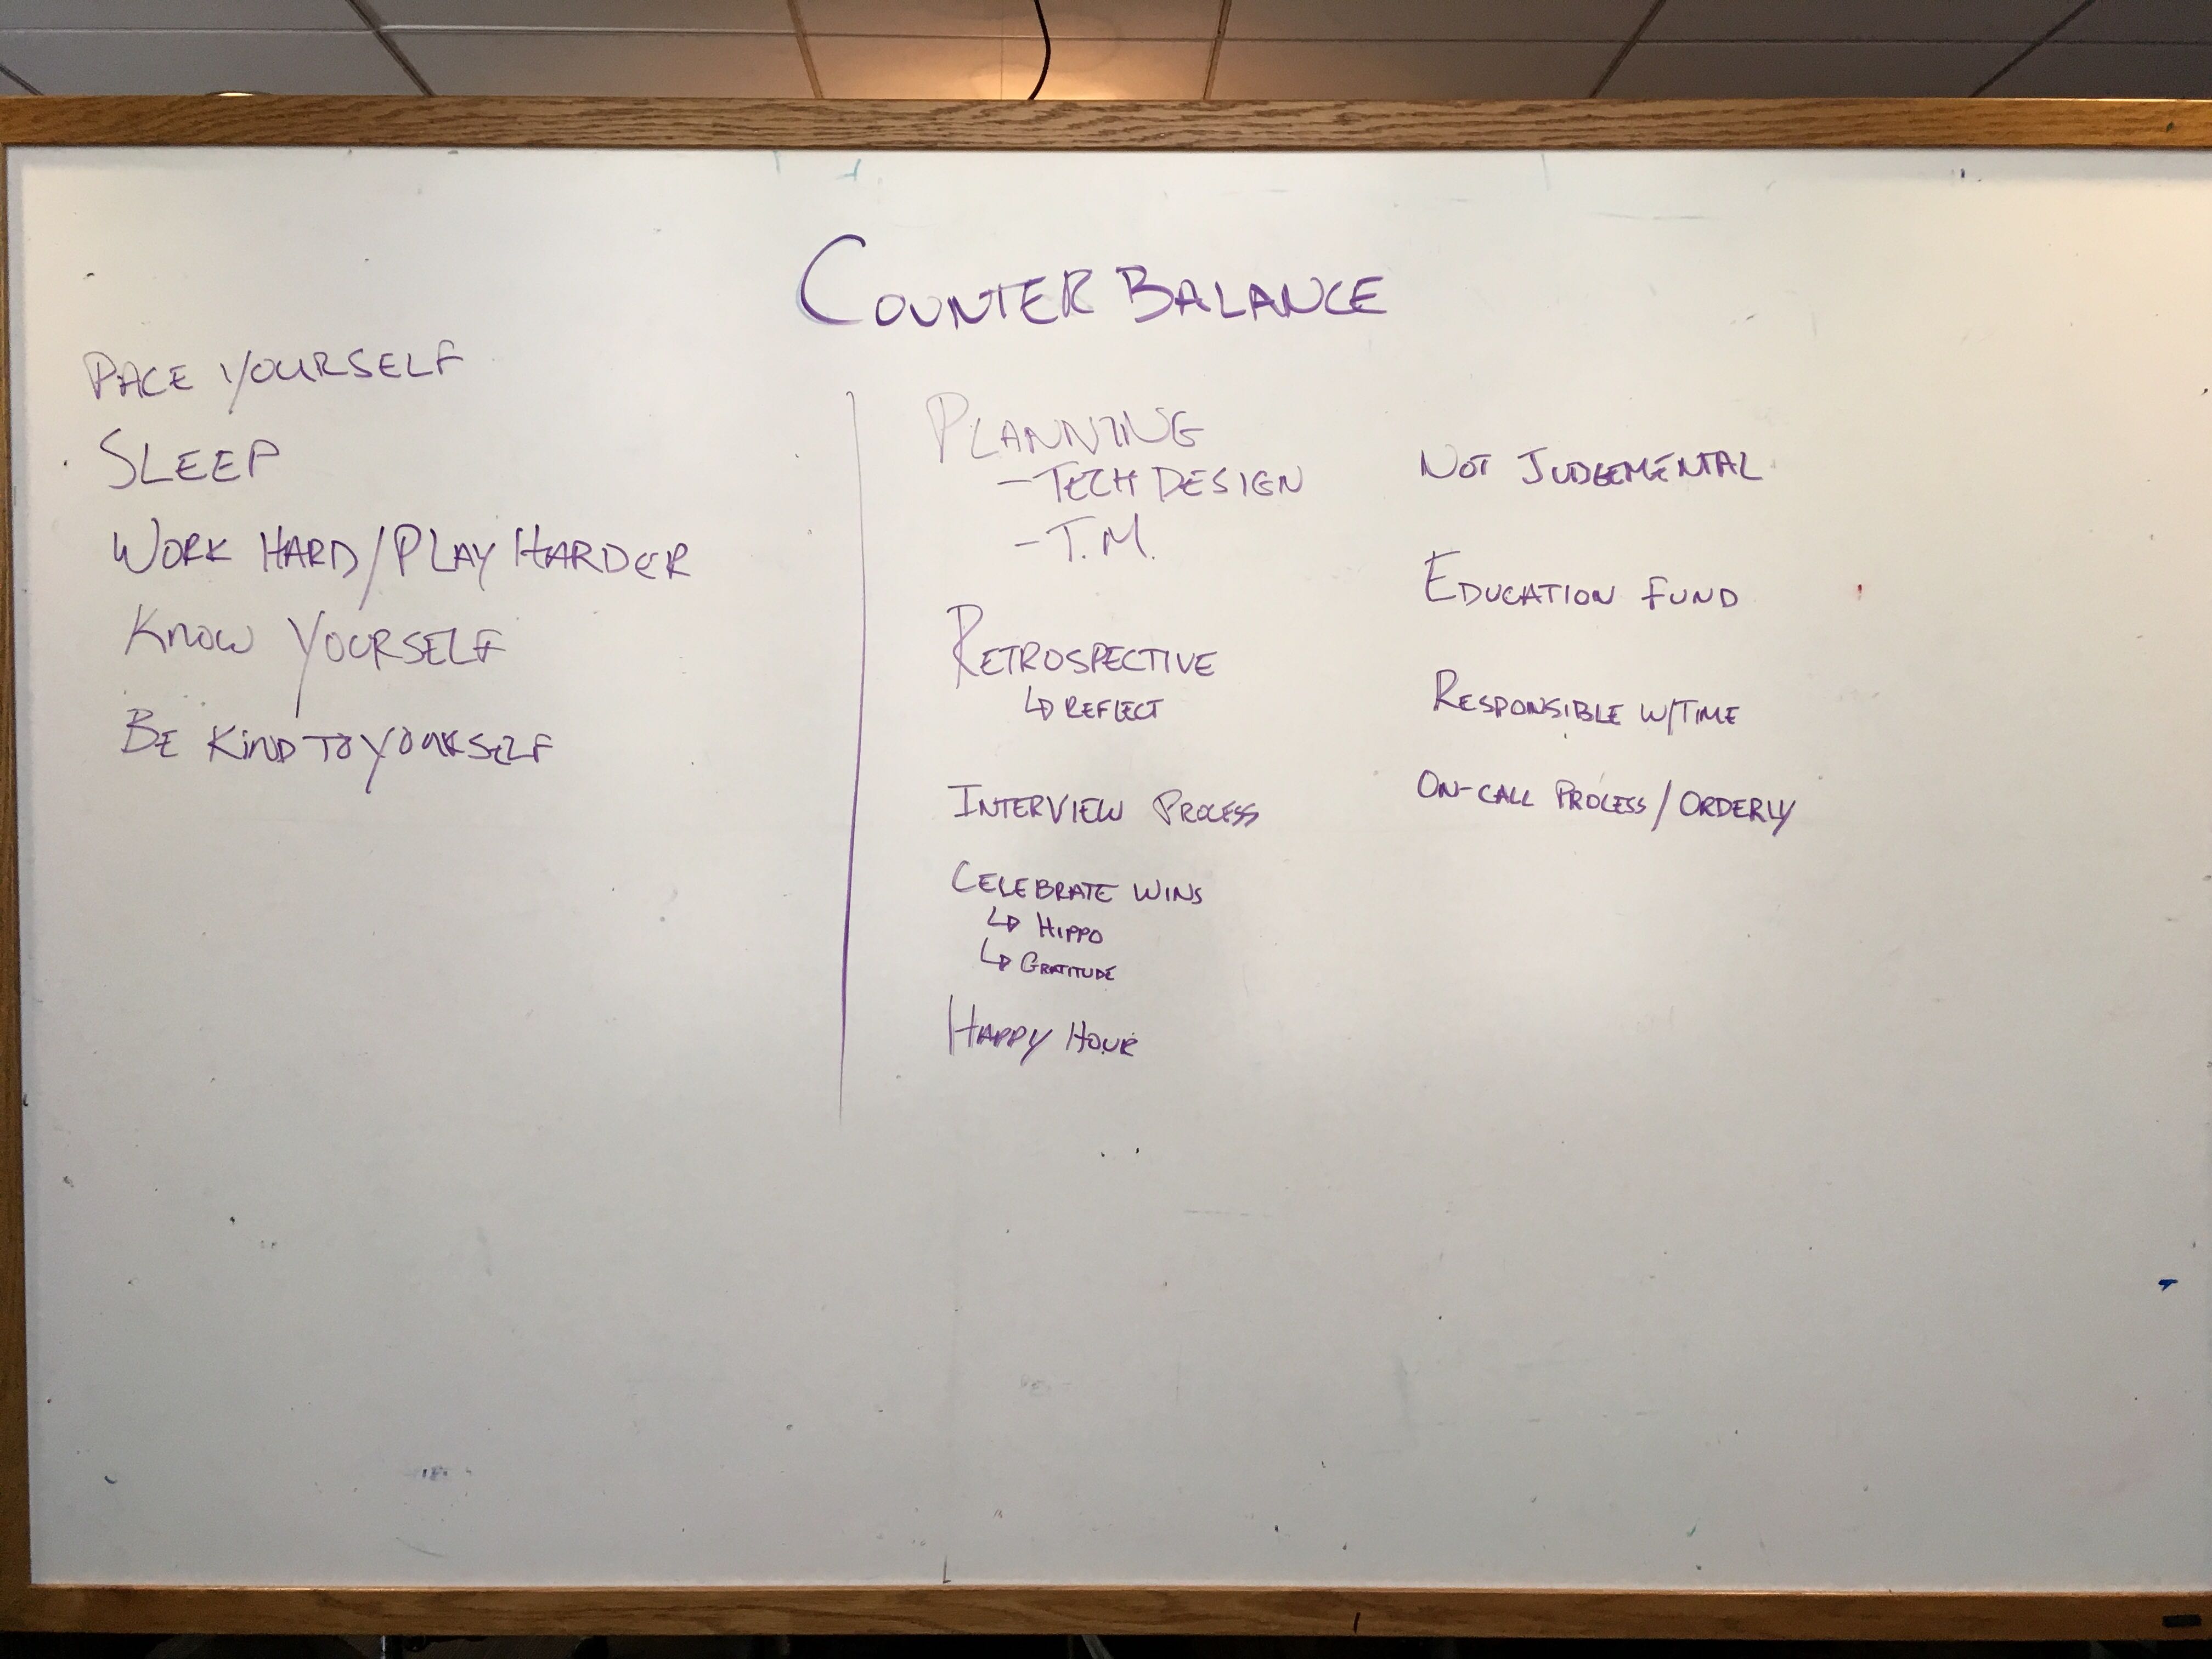 COUNTER BALANCE
PACE YOURSELF
SLEEP
WORK HARD/PLAY HARDER
KNOW YOURSELF
BE KIND TO YOURSELF
PLANNING
- TECH DESIGN
- T.M.
RETROSPECTIVE
↳ REFLECT
INTERVIEW PROCESS
CELEBRATE WINS
↳ HIPPO
↳ GRATITUDE
HAPPY HOUR
NOT JUDGEMENTAL
EDUCATION FUND
RESPONSIBLE W/TIME
ON-CALL PROCESS/ORDERLY